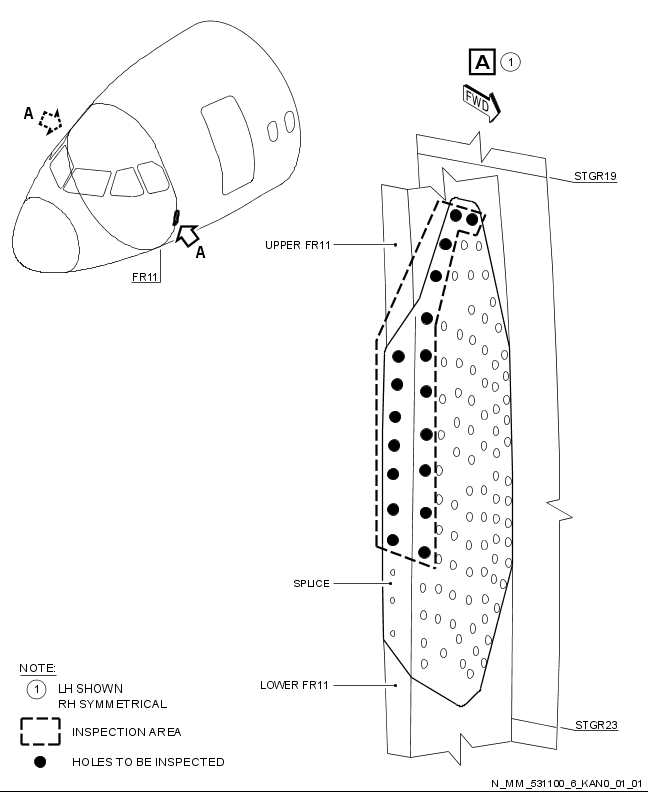 A
1
FWD
A
STGR19
UPPER FR11
A
FR11
SPLICE
LOWER FR11
NOTE:
1 LH SHOWN
RH SYMMETRICAL
STGR23
INSPECTION AREA
HOLES TO BE INSPECTED
N_MM_531100_6_KAN0_01_01